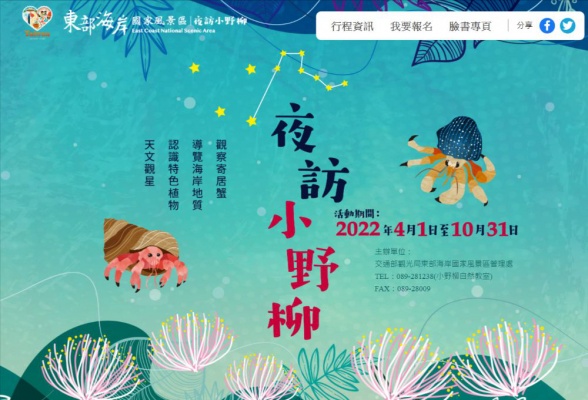 東部海岸 國家風景區 | 夜訪小野柳
East Coast National Scenic Area
行程資訊 我要報名 臉書專頁 分享
夜訪小野柳
觀察寄居蟹
導覽海岸地質
認識特色植物
天文觀星
活動期間:
2022年4月1日至10月31日
主辦單位:
交通部觀光局東部海岸國家風景區管理處
TEL:089-281238(小野柳自然教室)
FAX:089-28009